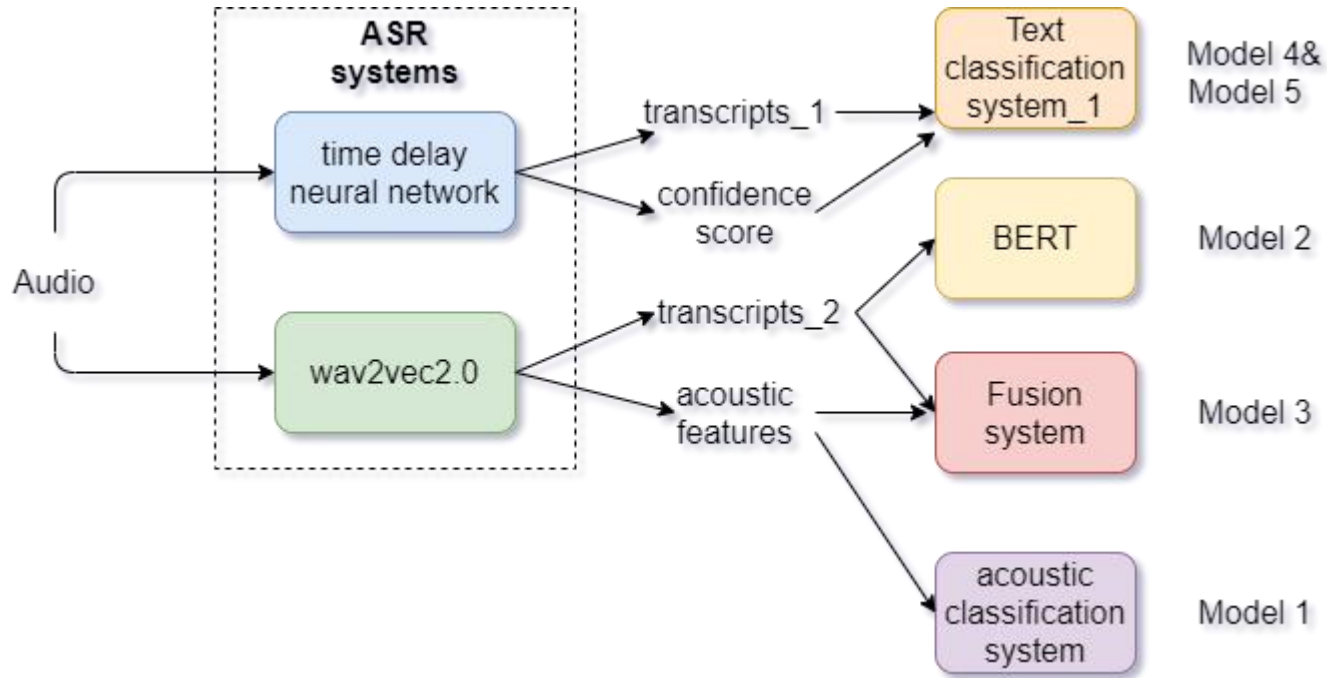 ASR
systems
Audio
time delay
neural network
wav2vec2.0
transcripts_1
confidence
score
transcripts_2
acoustic
features
Text
classification
system_1
Model 4&
Model 5
BERT
Model 2
Fusion
system
Model 3
acoustic
classification
system
Model 1